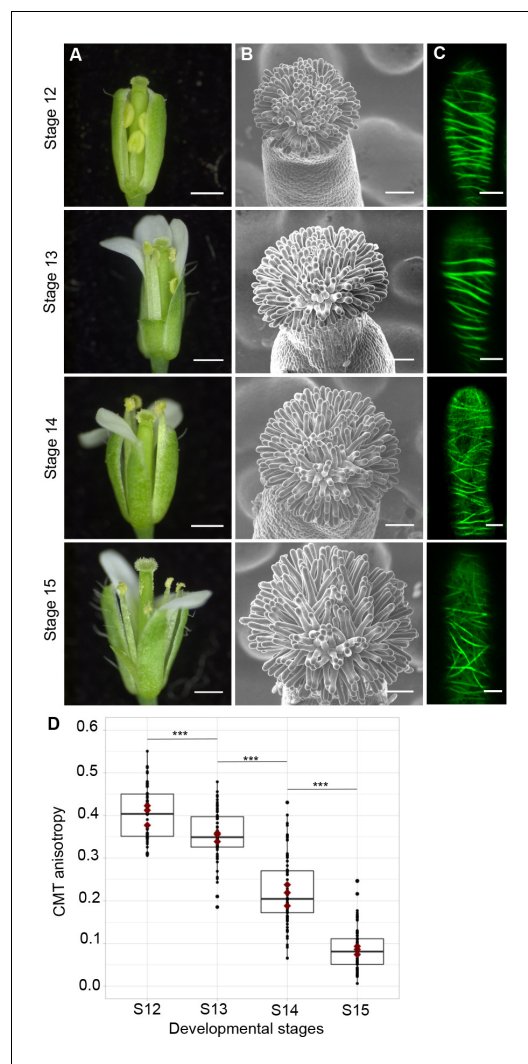 A
B
C
Stage 12
Stage 13
Stage 14
Stage 15
D
0.6
***
0.5
***
***
0.4
0.3
0.2
0.1
0.0
CMT anisotropy
S12 S13 S14 S15
Developmental stages